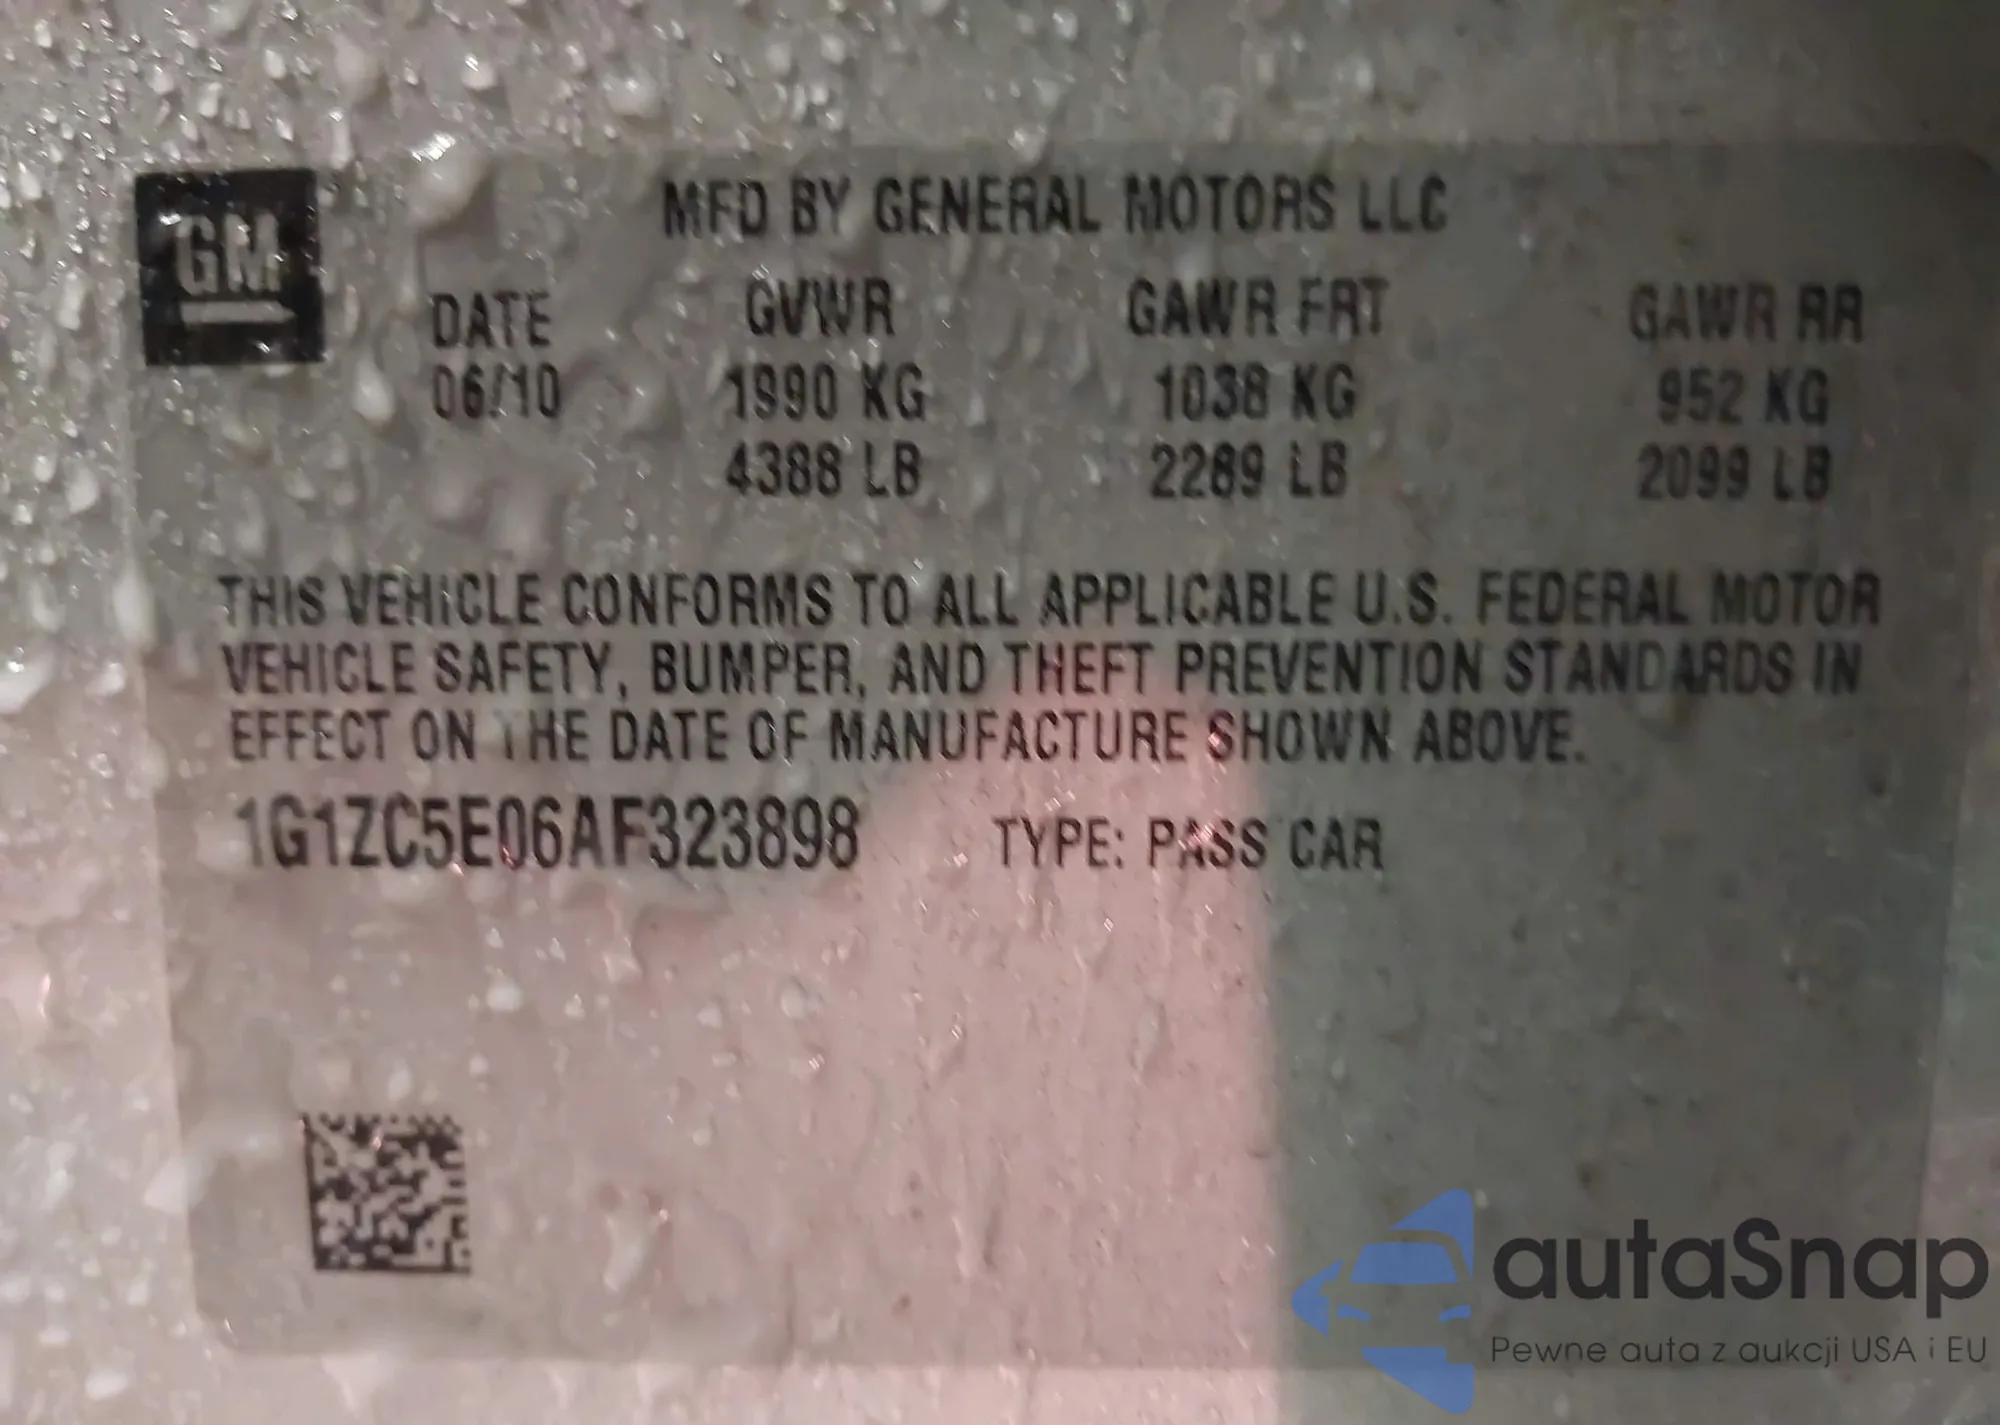 GM
MFD BY GENERAL MOTORS LLC
DATE GVWR GAWR FRT GAWR RR
06/10 1990 KG 1038 KG 952 KG
4388 LB 2289 LB 2099 LB
THIS VEHICLE CONFORMS TO ALL APPLICABLE U.S. FEDERAL MOTOR
VEHICLE SAFETY, BUMPER, AND THEFT PREVENTION STANDARDS IN
EFFECT ON THE DATE OF MANUFACTURE SHOWN ABOVE.
1G1ZC5E06AF323898 TYPE: PASS CAR
autaSnap
Pewne auta z aukcji USA i EU